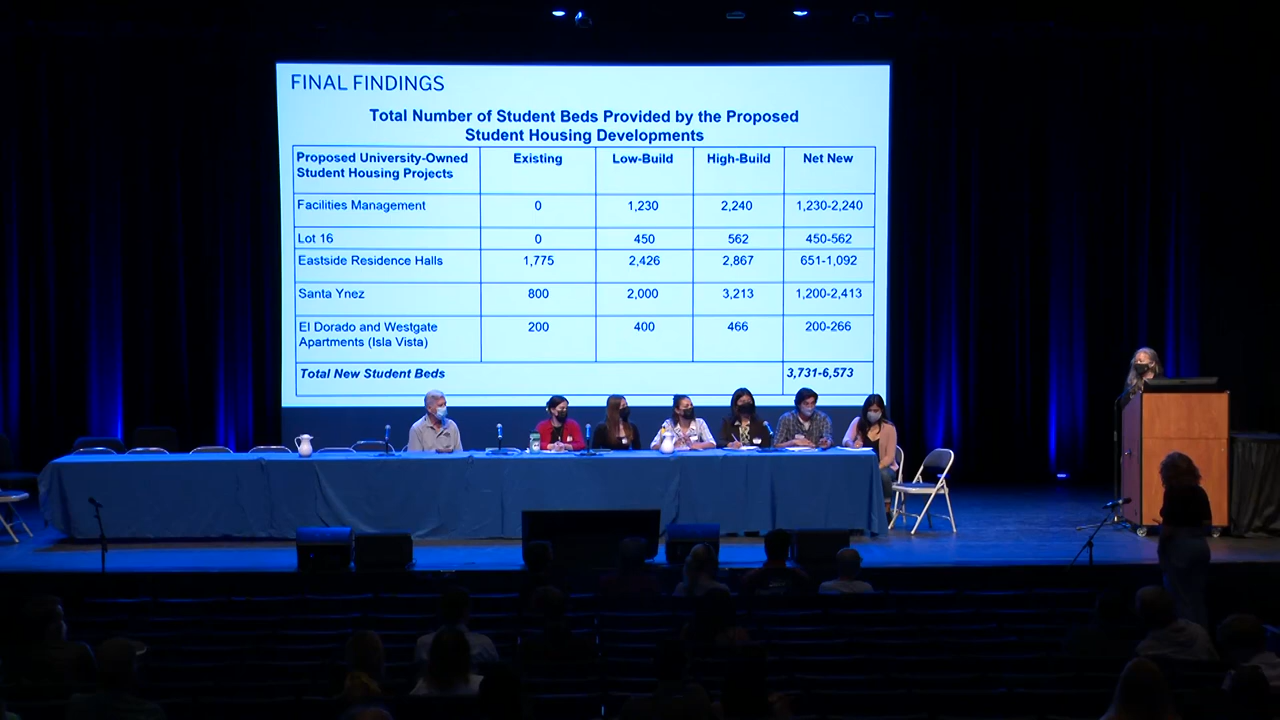 FINAL FINDINGS
Total Number of Student Beds Provided by the Proposed
Student Housing Developments
Proposed University-Owned Existing Low-Build High-Build Net New
Student Housing Projects
Facilities Management 0 1,230 2,240 1,230-2,240
Lot 16 0 450 562 450-562
Eastside Residence Halls 1,775 2,426 2,867 651-1,092
Santa Ynez 800 2,000 3,213 1,200-2,413
El Dorado and Westgate 200 400 466 200-266
Apartments (Isla Vista)
Total New Student Beds 3,731-6,573